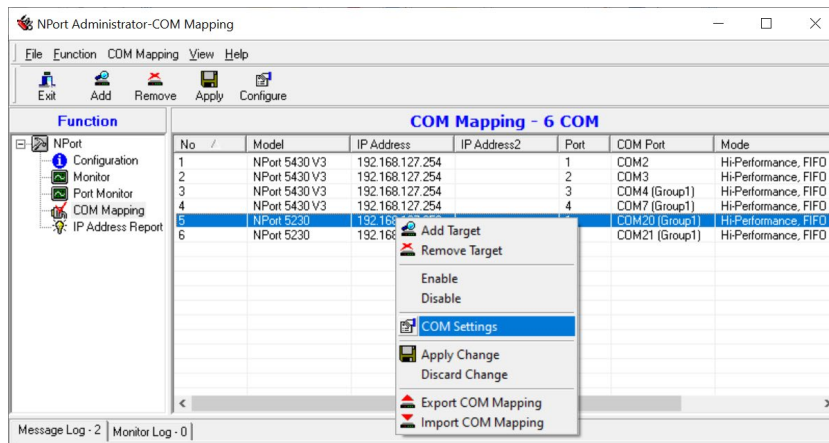 NPort Administrator-COM Mapping
File Function COM Mapping View Help
Exit Add Remove Apply Configure
Function
COM Mapping - 6 COM
NPort
Configuration
Monitor
Port Monitor
COM Mapping
IP Address Report
No / Model IP Address IP Address2 Port COM Port Mode
1 NPort 5430 V3 192.168.127.254 1 COM2 Hi-Performance, FIFO
2 NPort 5430 V3 192.168.127.254 2 COM3 Hi-Performance, FIFO
3 NPort 5430 V3 192.168.127.254 3 COM4 (Group1) Hi-Performance, FIFO
4 NPort 5430 V3 192.168.127.254 4 COM7 (Group1) Hi-Performance, FIFO
5 NPort 5230 COM20 (Group1) Hi-Performance, FIFO
6 NPort 5230 192.168 COM21 (Group1) Hi-Performance, FIFO
Add Target
Remove Target
Enable
Disable
COM Settings
Apply Change
Discard Change
Export COM Mapping
Import COM Mapping
Message Log - 2 Monitor Log - 0